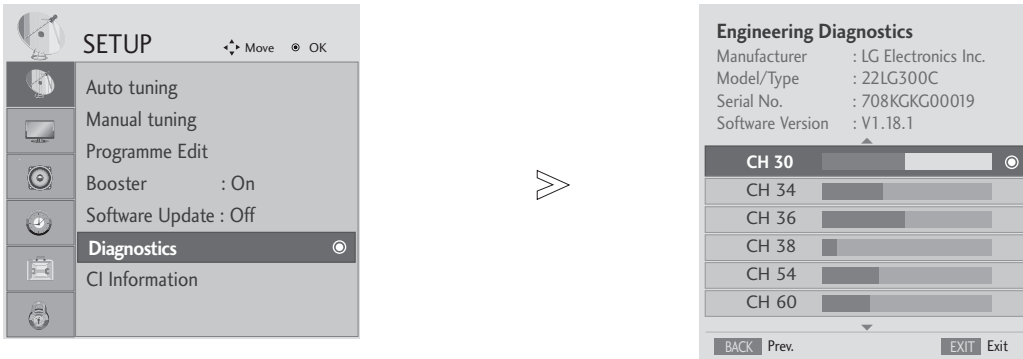 SETUP
Move
OK
Auto tuning
Manual tuning
Programme Edit
Booster : On
Software Update : Off
Diagnostics
CI Information
Engineering Diagnostics
Manufacturer : LG Electronics Inc.
Model/Type : 22LG300C
Serial No. : 708KGKG00019
Software Version : V1.18.1
CH 30
CH 34
CH 36
CH 38
CH 54
CH 60
BACK Prev.
EXIT Exit